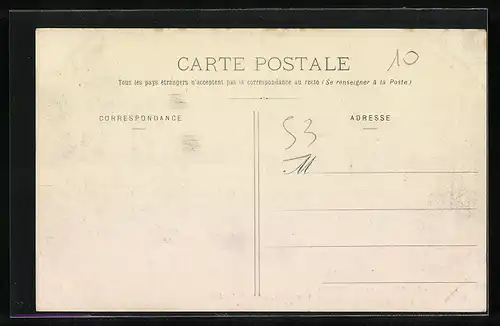 CARTE POSTALE
10
Tous les pays étrangers n'acceptent pas la correspondance au recto (Se renseigner à la Poste)
CORRESPONDANCE
ADRESSE
53
M